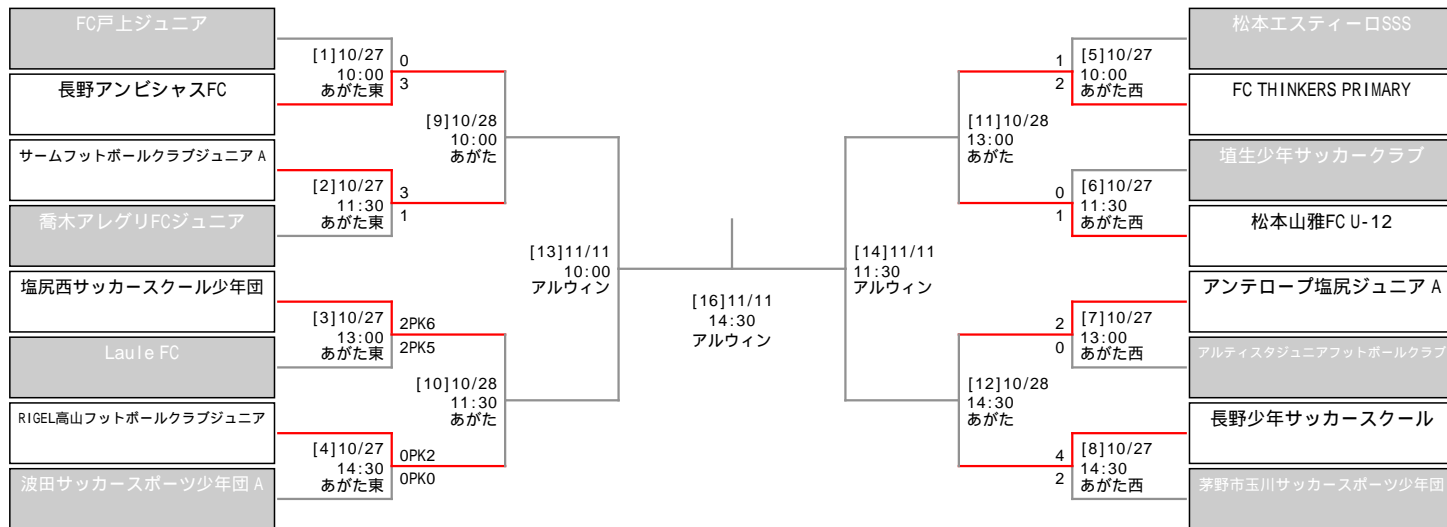 FC戸上ジュニア
[1]10/27
10:00
あがた東
0
3
長野アンビシャスFC
[9]10/28
10:00
あがた
サームフットボールクラブジュニア A
[2]10/27
11:30
あがた東
3
1
喬木アレグリFCジュニア
[13]11/11
10:00
アルウィン
塩尻西サッカースクール少年団
[3]10/27
13:00
あがた東
2PK6
2PK5
Laule FC
[10]10/28
11:30
あがた
RIGEL高山フットボールクラブジュニア
[4]10/27
14:30
あがた東
0PK2
0PK0
波田サッカースポーツ少年団 A
[16]11/11
14:30
アルウィン
松本エスティーロSSS
1
2
[5]10/27
10:00
あがた西
FC THINKERS PRIMARY
[11]10/28
13:00
あがた
埴生少年サッカークラブ
0
1
[6]10/27
11:30
あがた西
松本山雅FC U-12
[14]11/11
11:30
アルウィン
アンテロープ塩尻ジュニア A
2
0
[7]10/27
13:00
あがた西
アルティスタジュニアフットボールクラブ
[12]10/28
14:30
あがた
長野少年サッカースクール
4
2
[8]10/27
14:30
あがた西
茅野市玉川サッカースポーツ少年団